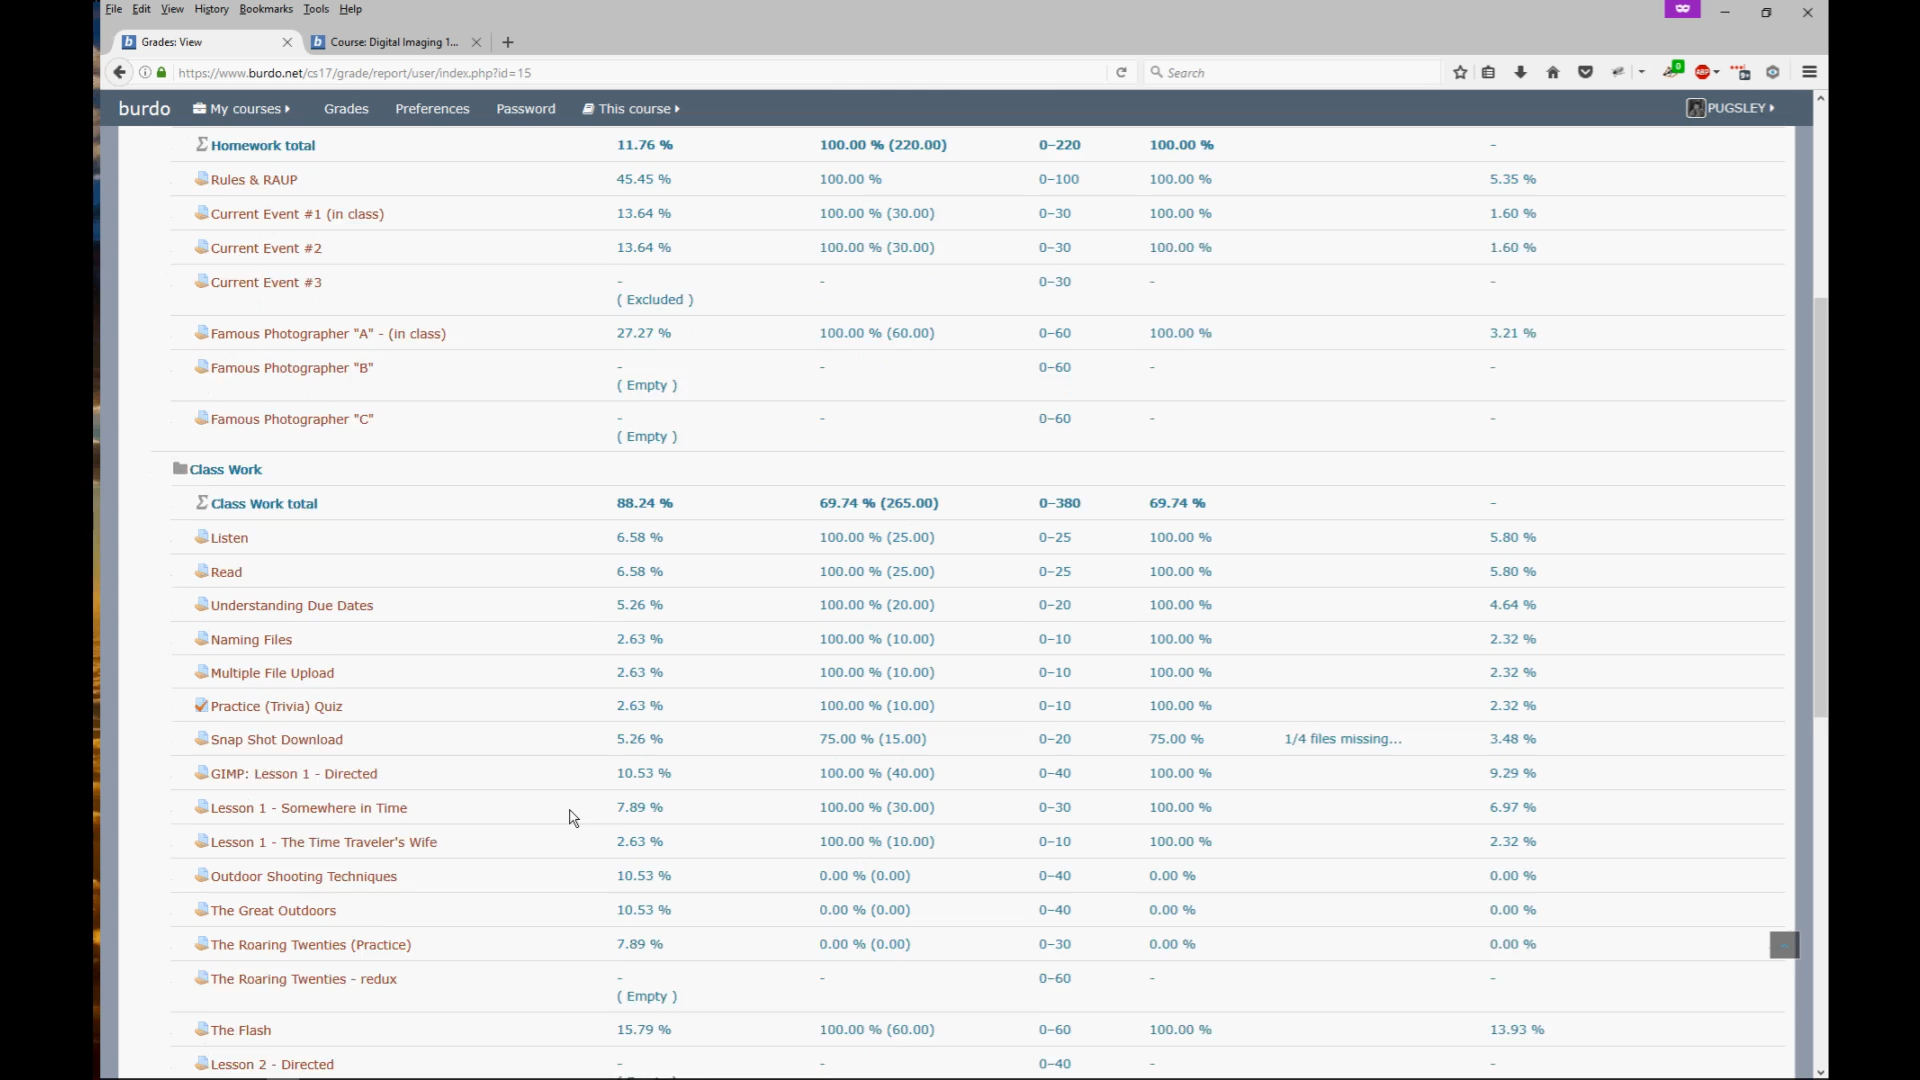 File Edit View History Bookmarks Tools Help
Grades: View Course: Digital Imaging 1...
https://www.burdo.net/cs17/grade/report/user/index.php?id=15 Search 0 ABP
burdo My courses Grades Preferences Password This course PUGSLEY
Σ Homework total 11.76 % 100.00 % (220.00) 0–220 100.00 % -
Rules & RAUP 45.45 % 100.00 % 0–100 100.00 % 5.35 %
Current Event #1 (in class) 13.64 % 100.00 % (30.00) 0–30 100.00 % 1.60 %
Current Event #2 13.64 % 100.00 % (30.00) 0–30 100.00 % 1.60 %
Current Event #3 - - 0–30 - -
( Excluded )
Famous Photographer "A" - (in class) 27.27 % 100.00 % (60.00) 0–60 100.00 % 3.21 %
Famous Photographer "B" - - 0–60 - -
( Empty )
Famous Photographer "C" - - 0–60 - -
( Empty )
Class Work
Σ Class Work total 88.24 % 69.74 % (265.00) 0–380 69.74 % -
Listen 6.58 % 100.00 % (25.00) 0–25 100.00 % 5.80 %
Read 6.58 % 100.00 % (25.00) 0–25 100.00 % 5.80 %
Understanding Due Dates 5.26 % 100.00 % (20.00) 0–20 100.00 % 4.64 %
Naming Files 2.63 % 100.00 % (10.00) 0–10 100.00 % 2.32 %
Multiple File Upload 2.63 % 100.00 % (10.00) 0–10 100.00 % 2.32 %
Practice (Trivia) Quiz 2.63 % 100.00 % (10.00) 0–10 100.00 % 2.32 %
Snap Shot Download 5.26 % 75.00 % (15.00) 0–20 75.00 % 1/4 files missing... 3.48 %
GIMP: Lesson 1 - Directed 10.53 % 100.00 % (40.00) 0–40 100.00 % 9.29 %
Lesson 1 - Somewhere in Time 7.89 % 100.00 % (30.00) 0–30 100.00 % 6.97 %
Lesson 1 - The Time Traveler's Wife 2.63 % 100.00 % (10.00) 0–10 100.00 % 2.32 %
Outdoor Shooting Techniques 10.53 % 0.00 % (0.00) 0–40 0.00 % 0.00 %
The Great Outdoors 10.53 % 0.00 % (0.00) 0–40 0.00 % 0.00 %
The Roaring Twenties (Practice) 7.89 % 0.00 % (0.00) 0–30 0.00 % 0.00 %
The Roaring Twenties - redux - - 0–60 - -
( Empty )
The Flash 15.79 % 100.00 % (60.00) 0–60 100.00 % 13.93 %
Lesson 2 - Directed - - 0–40 - -